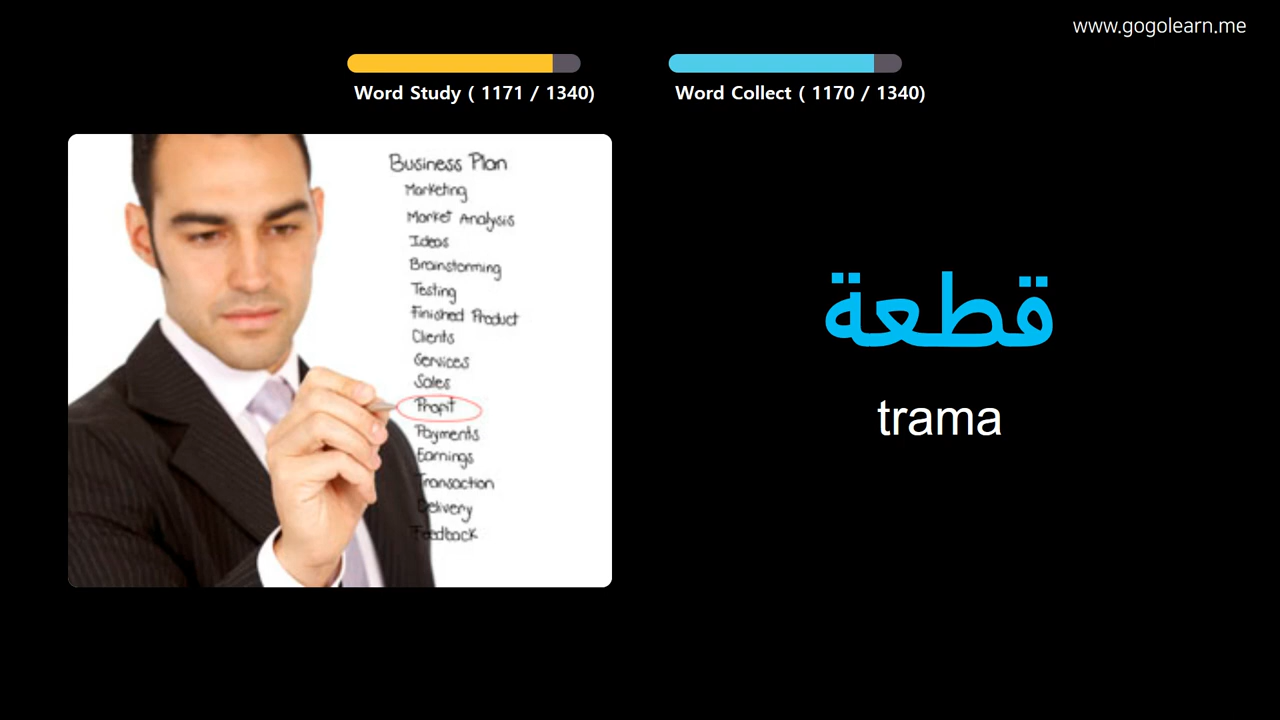 www.gogolearn.me
Word Study ( 1171 / 1340)
Word Collect ( 1170 / 1340)
Business Plan
Marketing
Market Analysis
Ideas
Brainstorming
Testing
Finished Product
Clients
Services
Sales
Profit
Payments
Earnings
Transaction
Delivery
Feedback
قطعة
trama